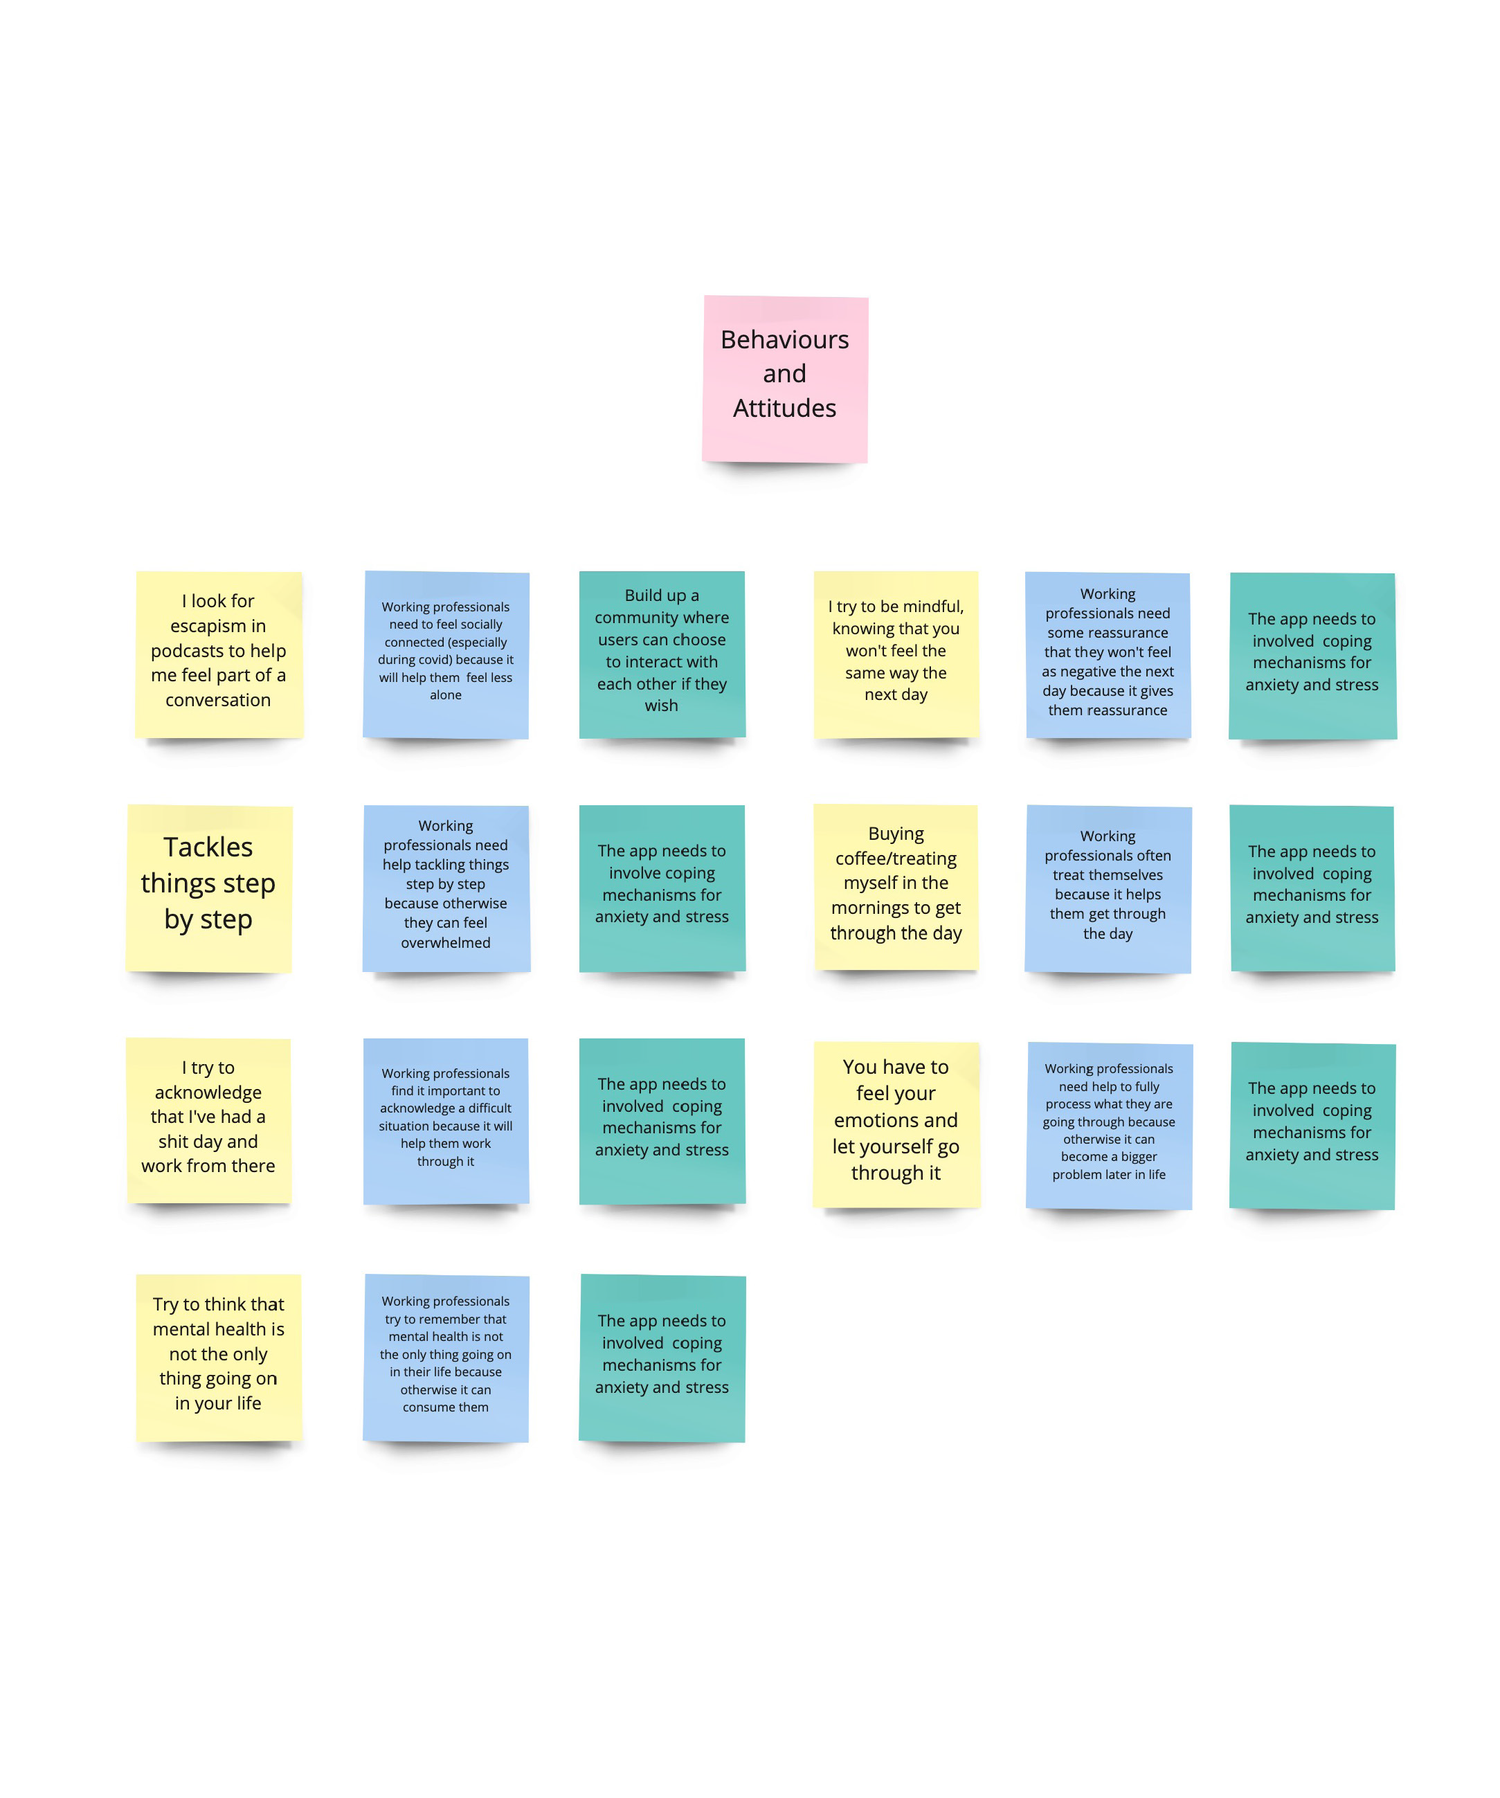 Behaviours
and
Attitudes
I look for
escapism in
podcasts to help
me feel part of a
conversation
Working professionals
need to feel socially
connected (especially
during covid) because it
will help them  feel less
alone
Build up a
community where
users can choose
to interact with
each other if they
wish
I try to be mindful,
knowing that you
won't feel the
same way the
next day
Working
professionals need
some reassurance
that they won't feel
as negative the next
day because it gives
them reassurance
The app needs to
involved  coping
mechanisms for
anxiety and stress
Tackles
things step
by step
Working
professionals need
help tackling things
step by step
because otherwise
they can feel
overwhelmed
The app needs to
involve coping
mechanisms for
anxiety and stress
Buying
coffee/treating
myself in the
mornings to get
through the day
Working
professionals often
treat themselves
because it helps
them get through
the day
The app needs to
involved  coping
mechanisms for
anxiety and stress
I try to
acknowledge
that I've had a
shit day and
work from there
Working professionals
find it important to
acknowledge a difficult
situation because it will
help them work
through it
The app needs to
involved  coping
mechanisms for
anxiety and stress
You have to
feel your
emotions and
let yourself go
through it
Working professionals
need help to fully
process what they are
going through because
otherwise it can
become a bigger
problem later in life
The app needs to
involved  coping
mechanisms for
anxiety and stress
Try to think that
mental health is
not the only
thing going on
in your life
Working professionals
try to remember that
mental health is not
the only thing going on
in their life because
otherwise it can
consume them
The app needs to
involved  coping
mechanisms for
anxiety and stress